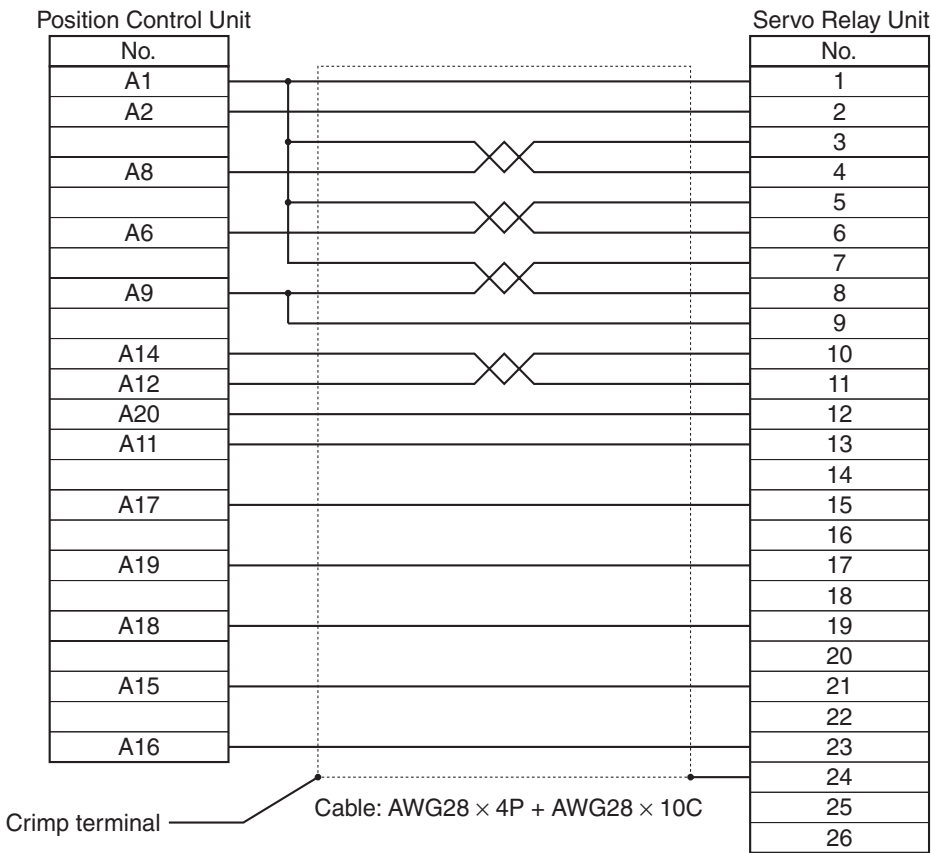 Position Control Unit Servo Relay Unit
No. No.
A1 1
A2 2
3
A8 4
5
A6 6
7
A9 8
9
A14 10
A12 11
A20 12
A11 13
14
A17 15
16
A19 17
18
A18 19
20
A15 21
22
A16 23
24
Cable: AWG28 × 4P + AWG28 × 10C 25
Crimp terminal
26